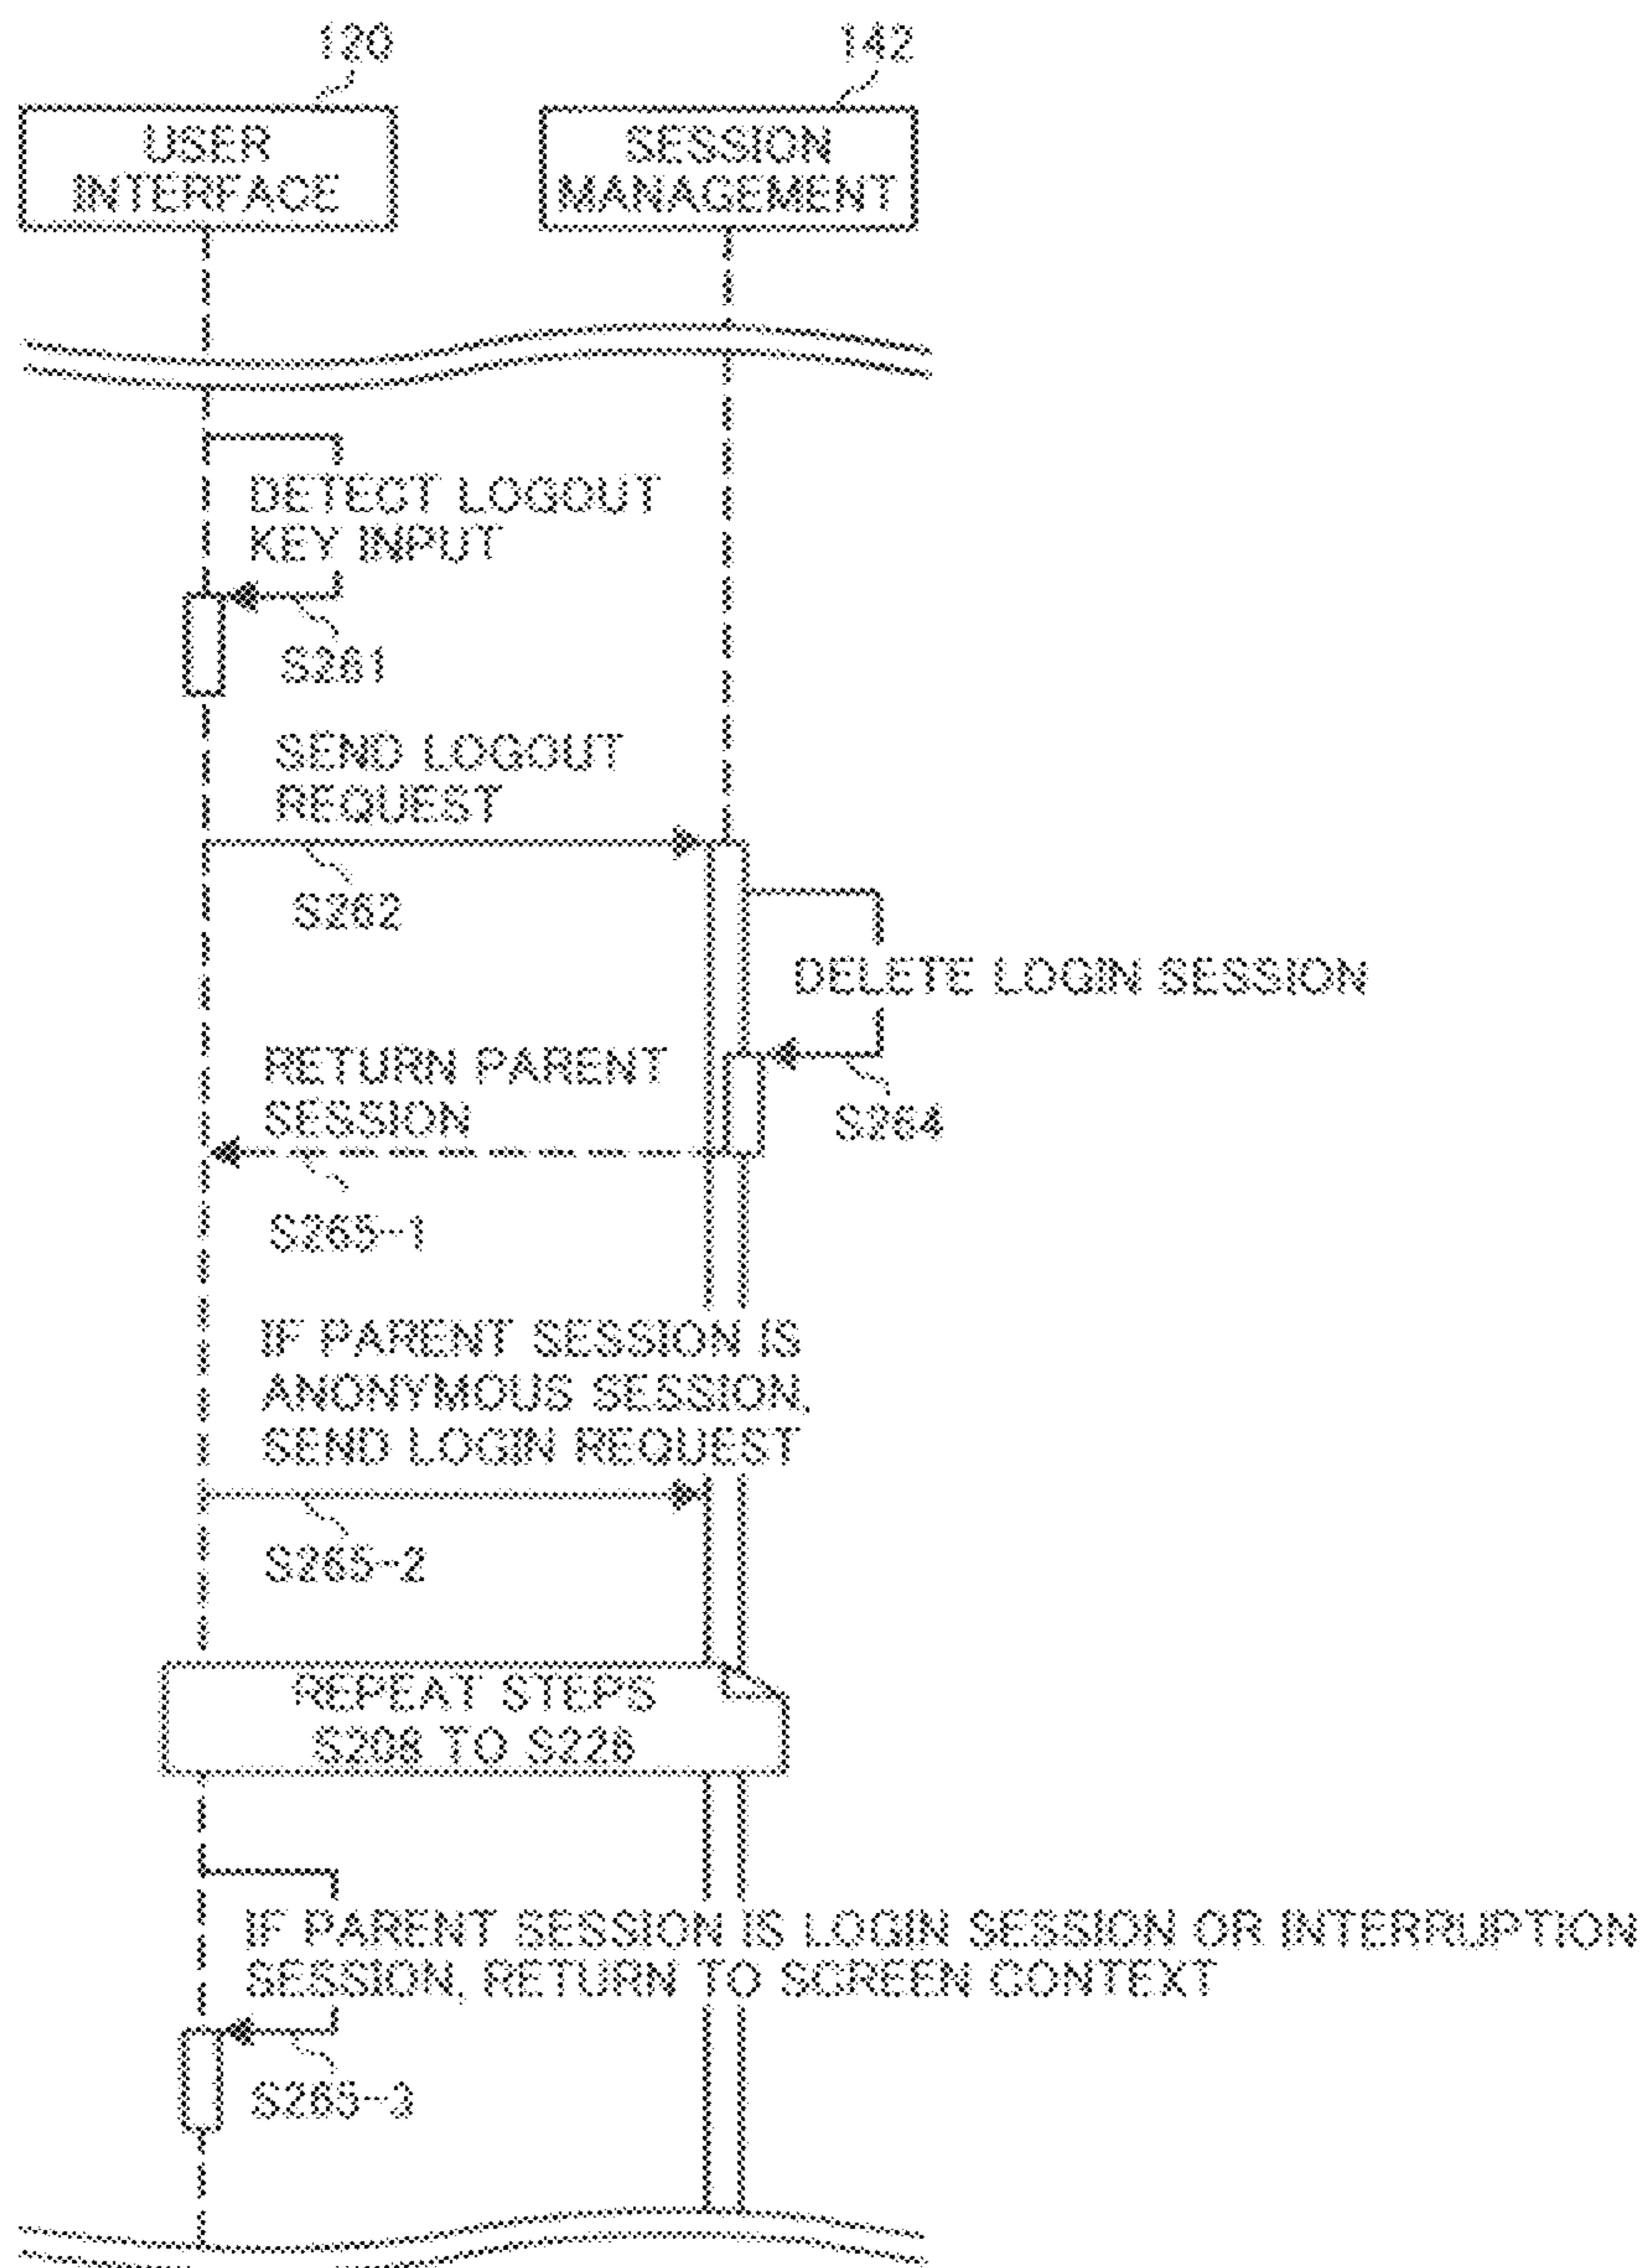 120
142
USER
INTERFACE
SESSION
MANAGEMENT
DETECT LOGOUT
KEY INPUT
S261
SEND LOGOUT
REQUEST
S262
DELETE LOGIN SESSION
RETURN PARENT
SESSION
S264
S265-1
IF PARENT SESSION IS
ANONYMOUS SESSION,
SEND LOGIN REQUEST
S265-2
REPEAT STEPS
S208 TO S226
IF PARENT SESSION IS LOGIN SESSION OR INTERRUPTION
SESSION, RETURN TO SCREEN CONTEXT
S265-3